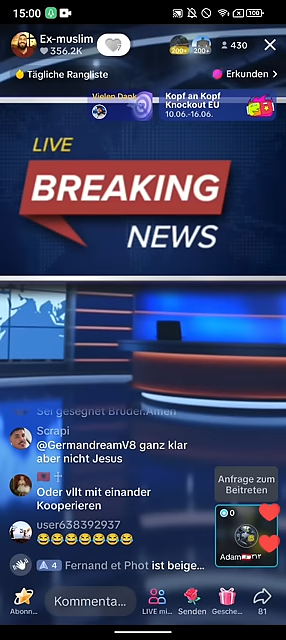 15:00
100
Ex-muslim
356.2K
200+
200+
430
Tägliche Rangliste
Erkunden >
Vielen Dank
Kopf an Kopf
Knockout EU
10.06.-16.06.
LIVE
BREAKING
NEWS
Sei gesegnet Bruder.Amen
Scrapi
@GermandreamV8 ganz klar
aber nicht Jesus
Oder vllt mit einander
Kooperieren
user638392937
Anfrage zum
Beitreten
0
Adam
A 4 Fernand et Phot ist beige...
Abonn...
Kommenta...
LIVE mi...
Senden
Gesche...
81